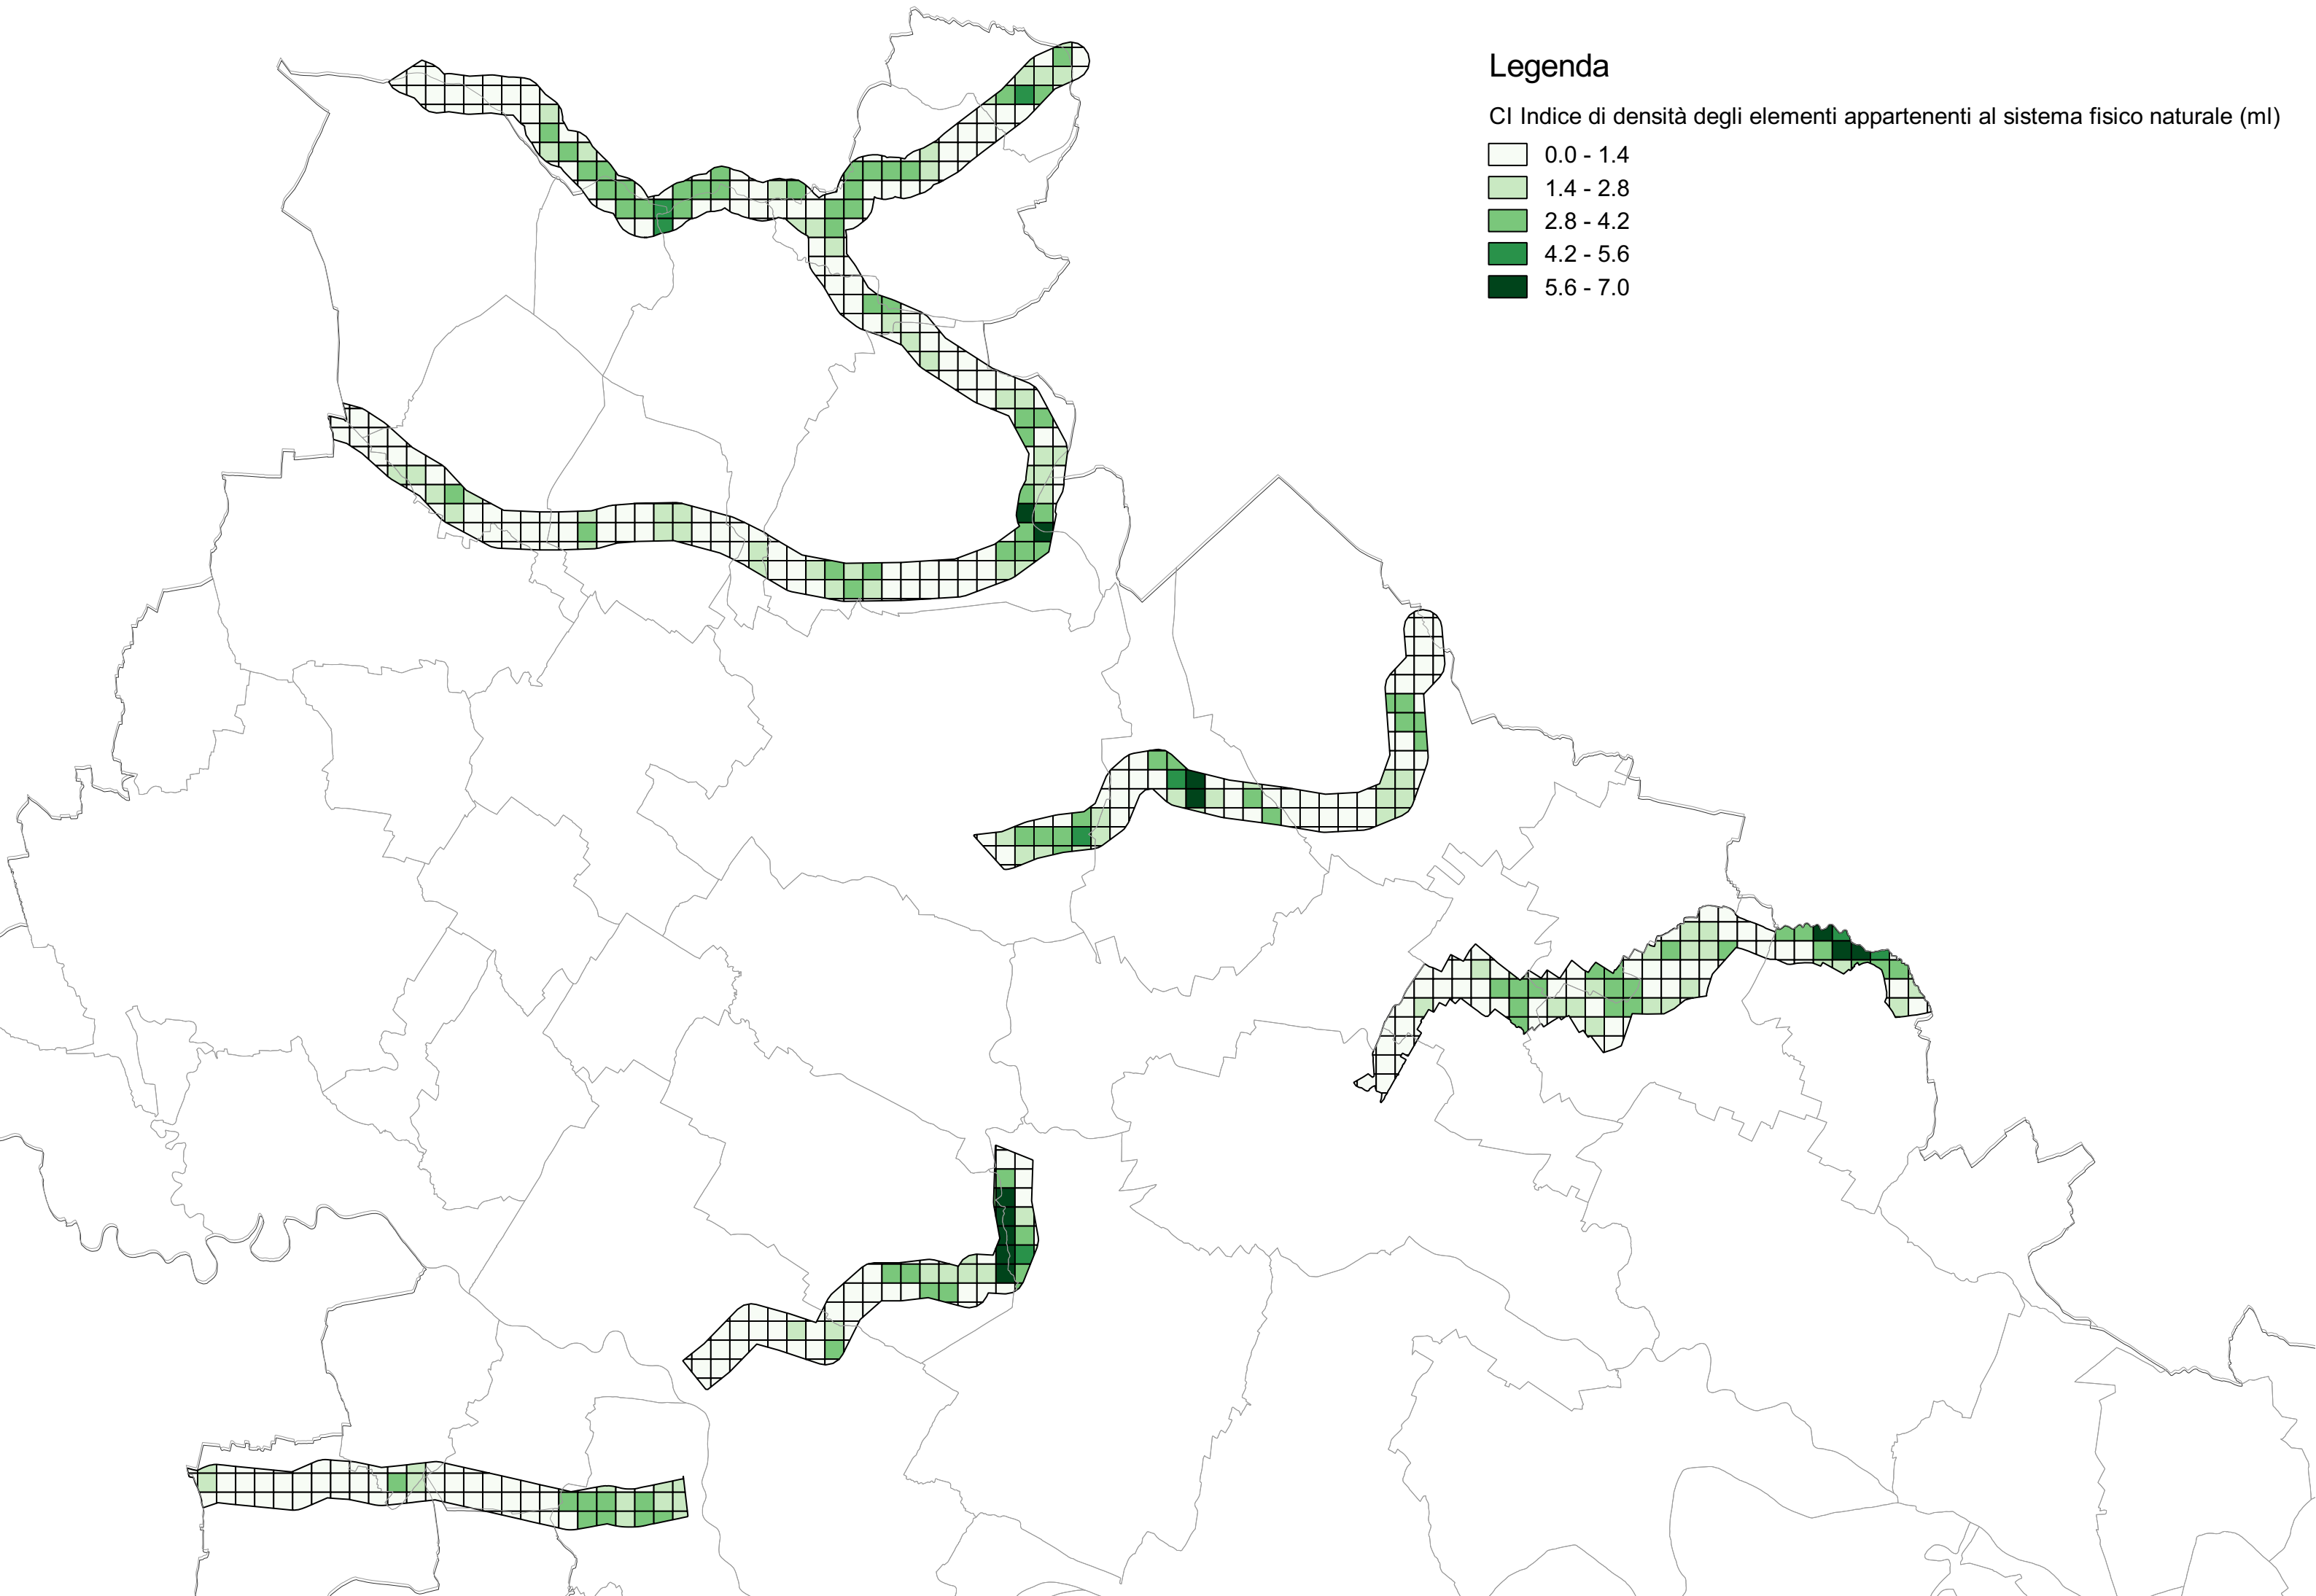 Legenda
CI Indice di densità degli elementi appartenenti al sistema fisico naturale (ml)
0.0 - 1.4
1.4 - 2.8
2.8 - 4.2
4.2 - 5.6
5.6 - 7.0